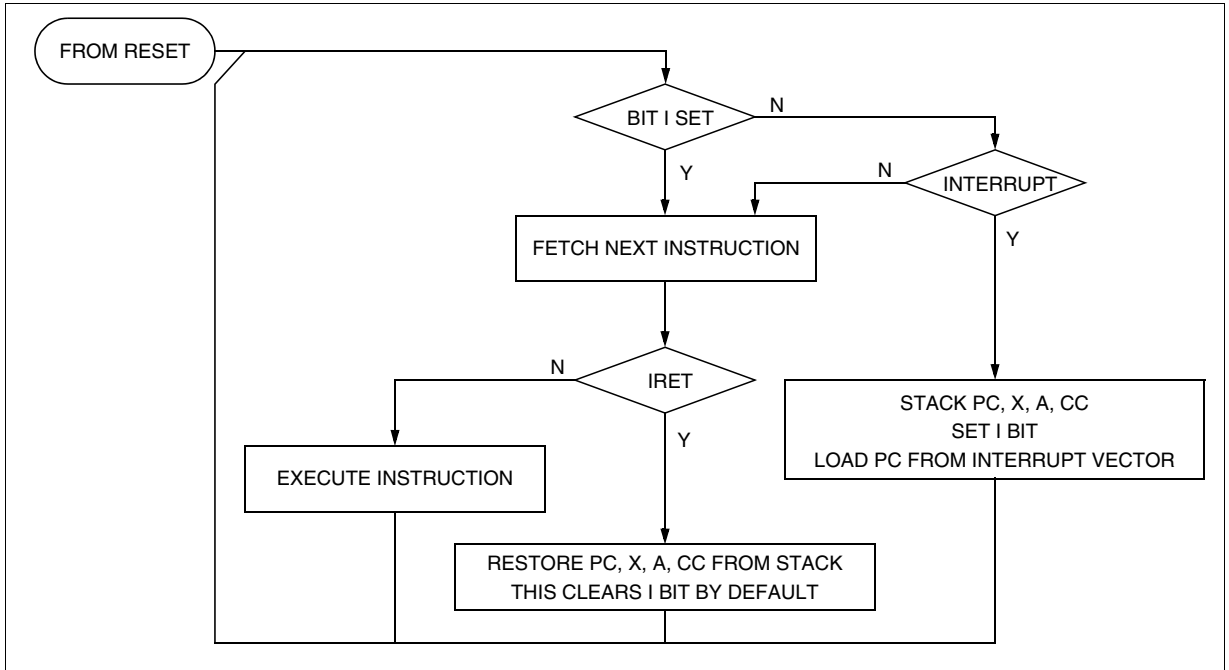 FROM RESET
BIT I SET
N
Y
INTERRUPT
N
Y
FETCH NEXT INSTRUCTION
IRET
N
Y
STACK PC, X, A, CC
SET I BIT
LOAD PC FROM INTERRUPT VECTOR
EXECUTE INSTRUCTION
RESTORE PC, X, A, CC FROM STACK
THIS CLEARS I BIT BY DEFAULT